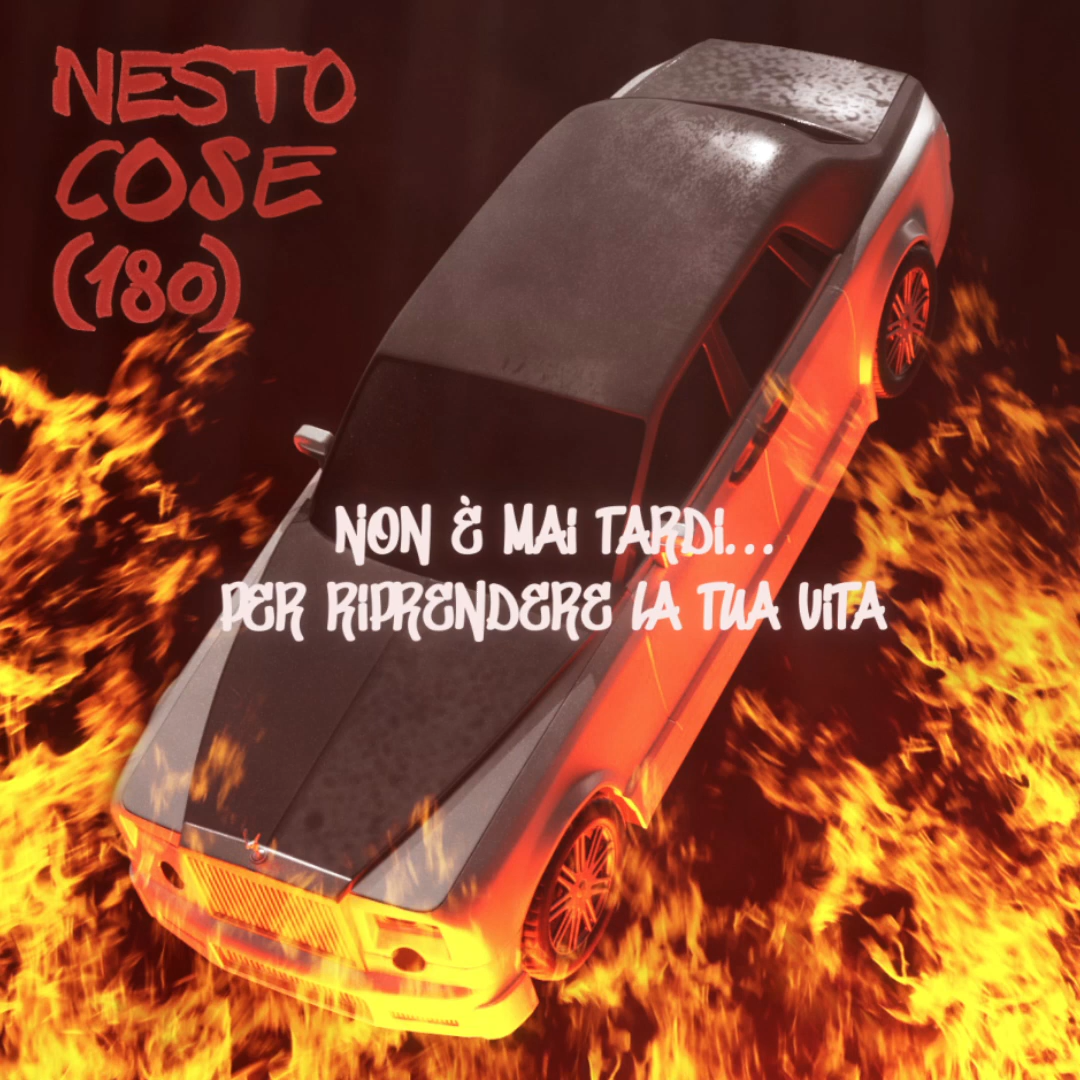 NESTO
COSE
(180)
NON È MAI TARDI...
PER RIPRENDERE LA TUA VITA